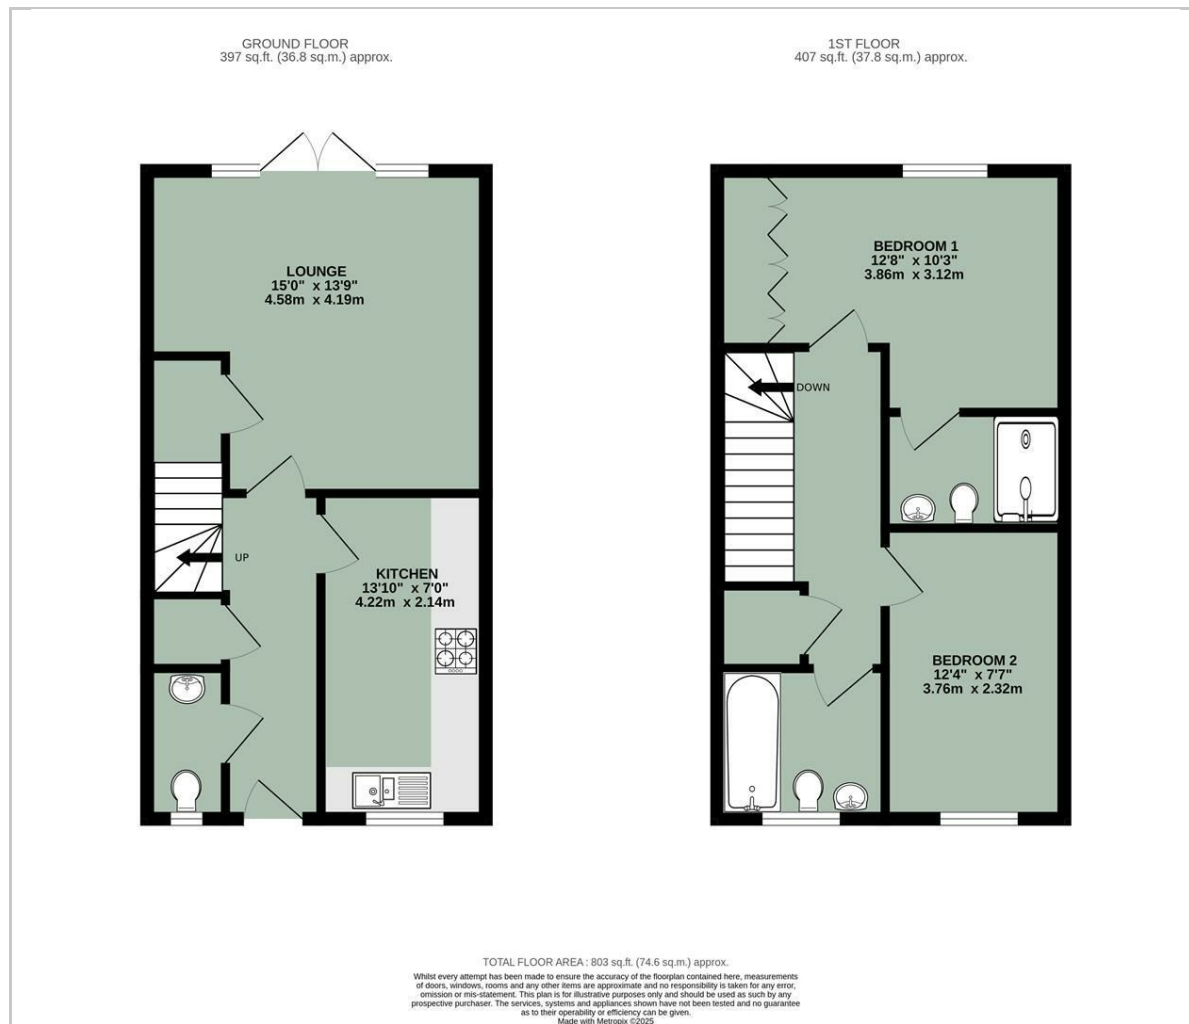 GROUND FLOOR
397 sq.ft. (36.8 sq.m.) approx.
1ST FLOOR
407 sq.ft. (37.8 sq.m.) approx.
LOUNGE
15'0" x 13'9"
4.58m x 4.19m
UP
KITCHEN
13'10" x 7'0"
4.22m x 2.14m
BEDROOM 1
12'8" x 10'3"
3.86m x 3.12m
DOWN
BEDROOM 2
12'4" x 7'7"
3.76m x 2.32m
TOTAL FLOOR AREA : 803 sq.ft. (74.6 sq.m.) approx.
Whilst every attempt has been made to ensure the accuracy of the floorplan contained here, measurements
of doors, windows, rooms and any other items are approximate and no responsibility is taken for any error,
omission or mis-statement. This plan is for illustrative purposes only and should be used as such by any
prospective purchaser. The services, systems and appliances shown have not been tested and no guarantee
as to their operability or efficiency can be given.
Made with Metropix ©2025